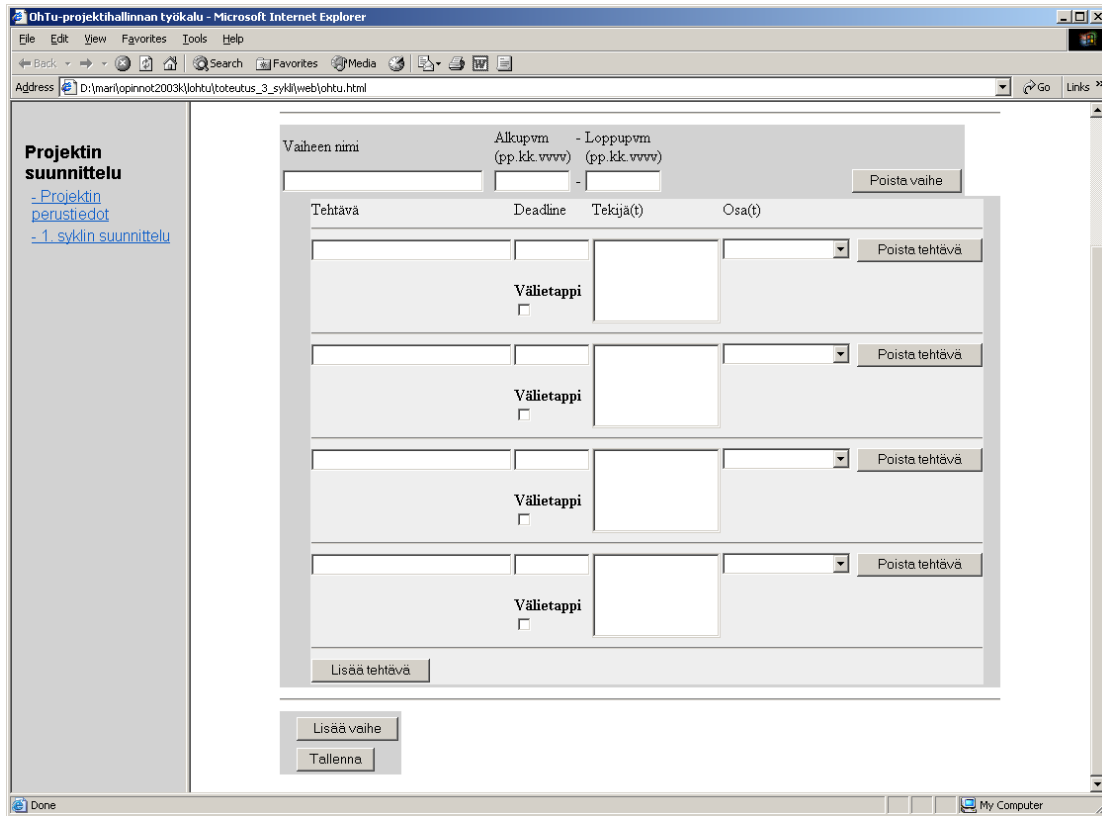 OhTu-projektihallinnan työkalu - Microsoft Internet Explorer
File Edit View Favorites Tools Help
Back Search Favorites Media
Address D:\mari\opinnot2003k\lohtu\toteutus_3_sykli\web\ohtu.html Go Links »
Projektin
suunnittelu
- Projektin
perustiedot
- 1. syklin suunnittelu
Vaiheen nimi Alkupvm - Loppupvm
(pp.kk.vvvv) (pp.kk.vvvv)
- Poista vaihe
Tehtävä Deadline Tekijä(t) Osa(t)
Poista tehtävä
Välietappi
Poista tehtävä
Välietappi
Poista tehtävä
Välietappi
Poista tehtävä
Välietappi
Lisää tehtävä
Lisää vaihe
Tallenna
Done My Computer